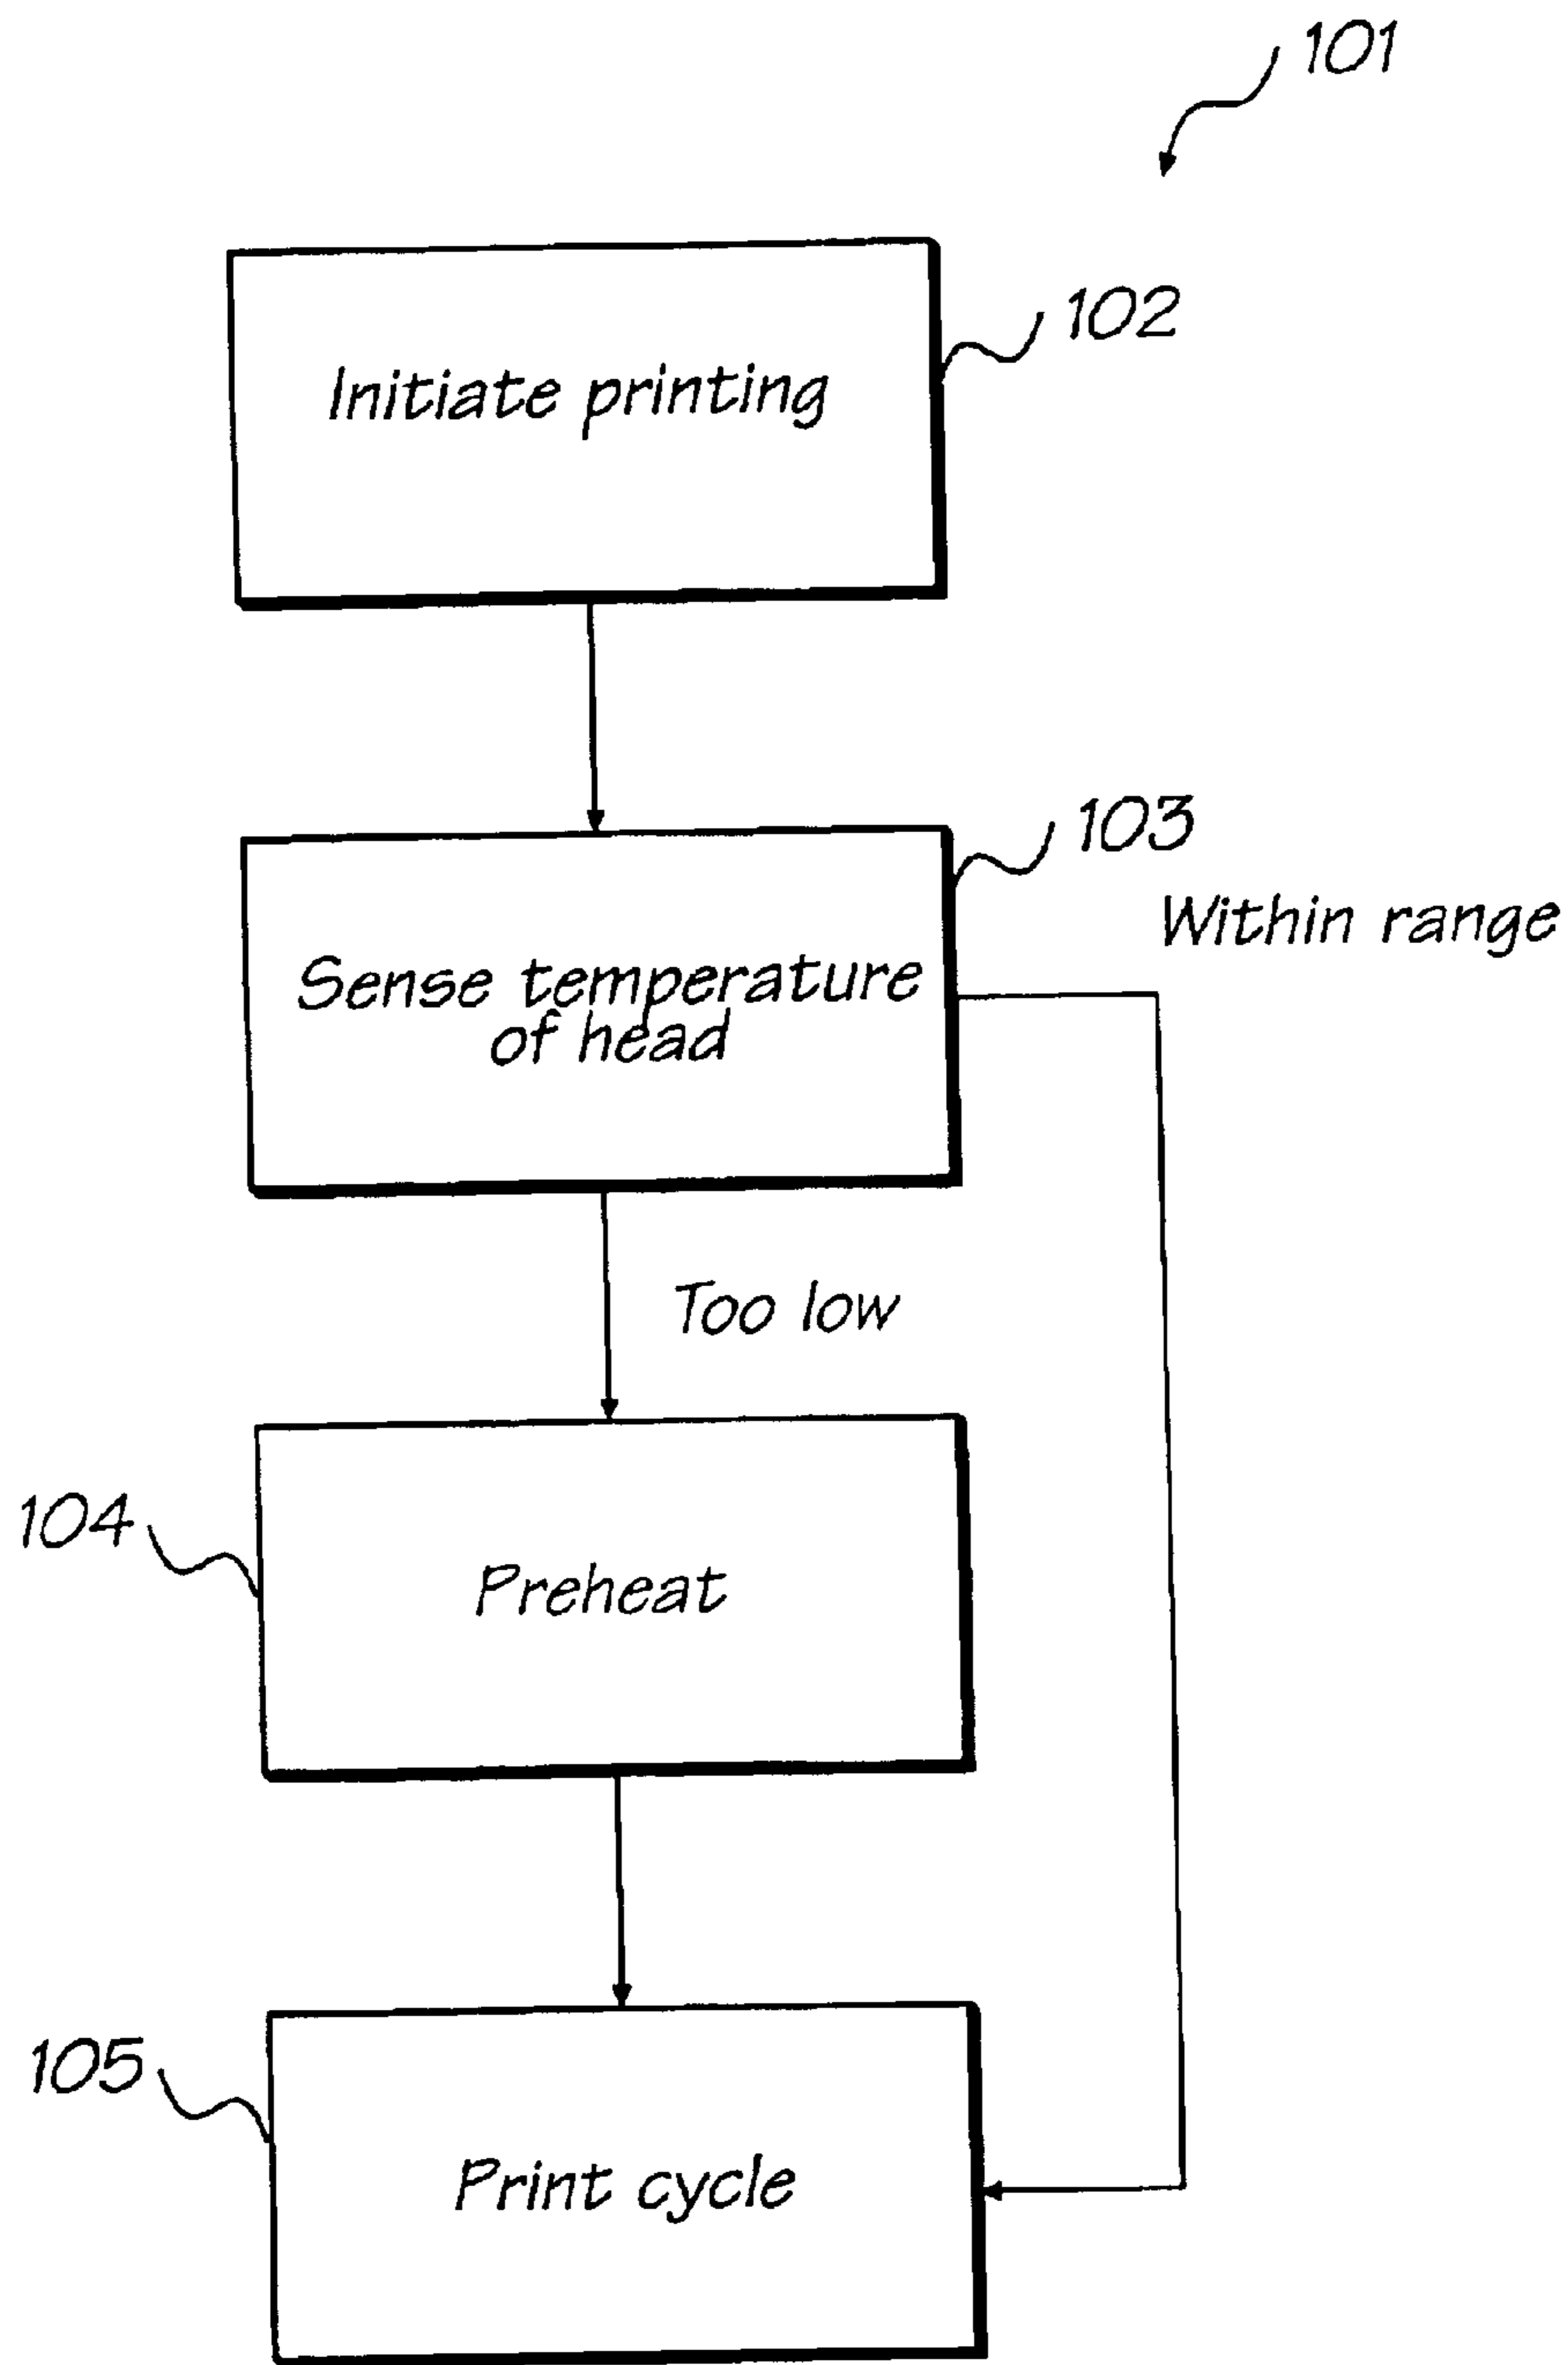 101
102
Initiate printing
103
Within range
Sense temperature
of head
Too low
104
Preheat
105
Print cycle